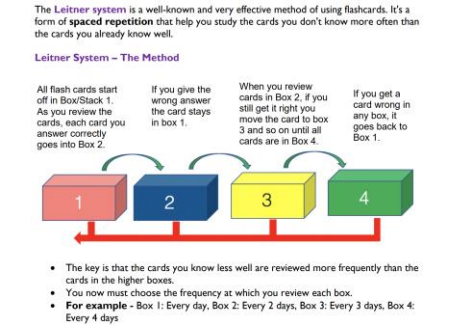 The Leitner system is a well-known and very effective method of using flashcards. It's a
form of spaced repetition that help you study the cards you don't know more often than
the cards you already know well.
Leitner System – The Method
All flash cards start
off in Box/Stack 1.
As you review the
cards, each card you
answer correctly
goes into Box 2.
If you give the
wrong answer
the card stays
in box 1.
When you review
cards in Box 2, if you
still get it right you
move the card to box
3 and so on until all
cards are in Box 4.
If you get a
card wrong in
any box, it
goes back to
Box 1.
1
2
3
4
• The key is that the cards you know less well are reviewed more frequently than the
cards in the higher boxes.
• You now must choose the frequency at which you review each box.
• For example - Box 1: Every day, Box 2: Every 2 days, Box 3: Every 3 days, Box 4:
Every 4 days